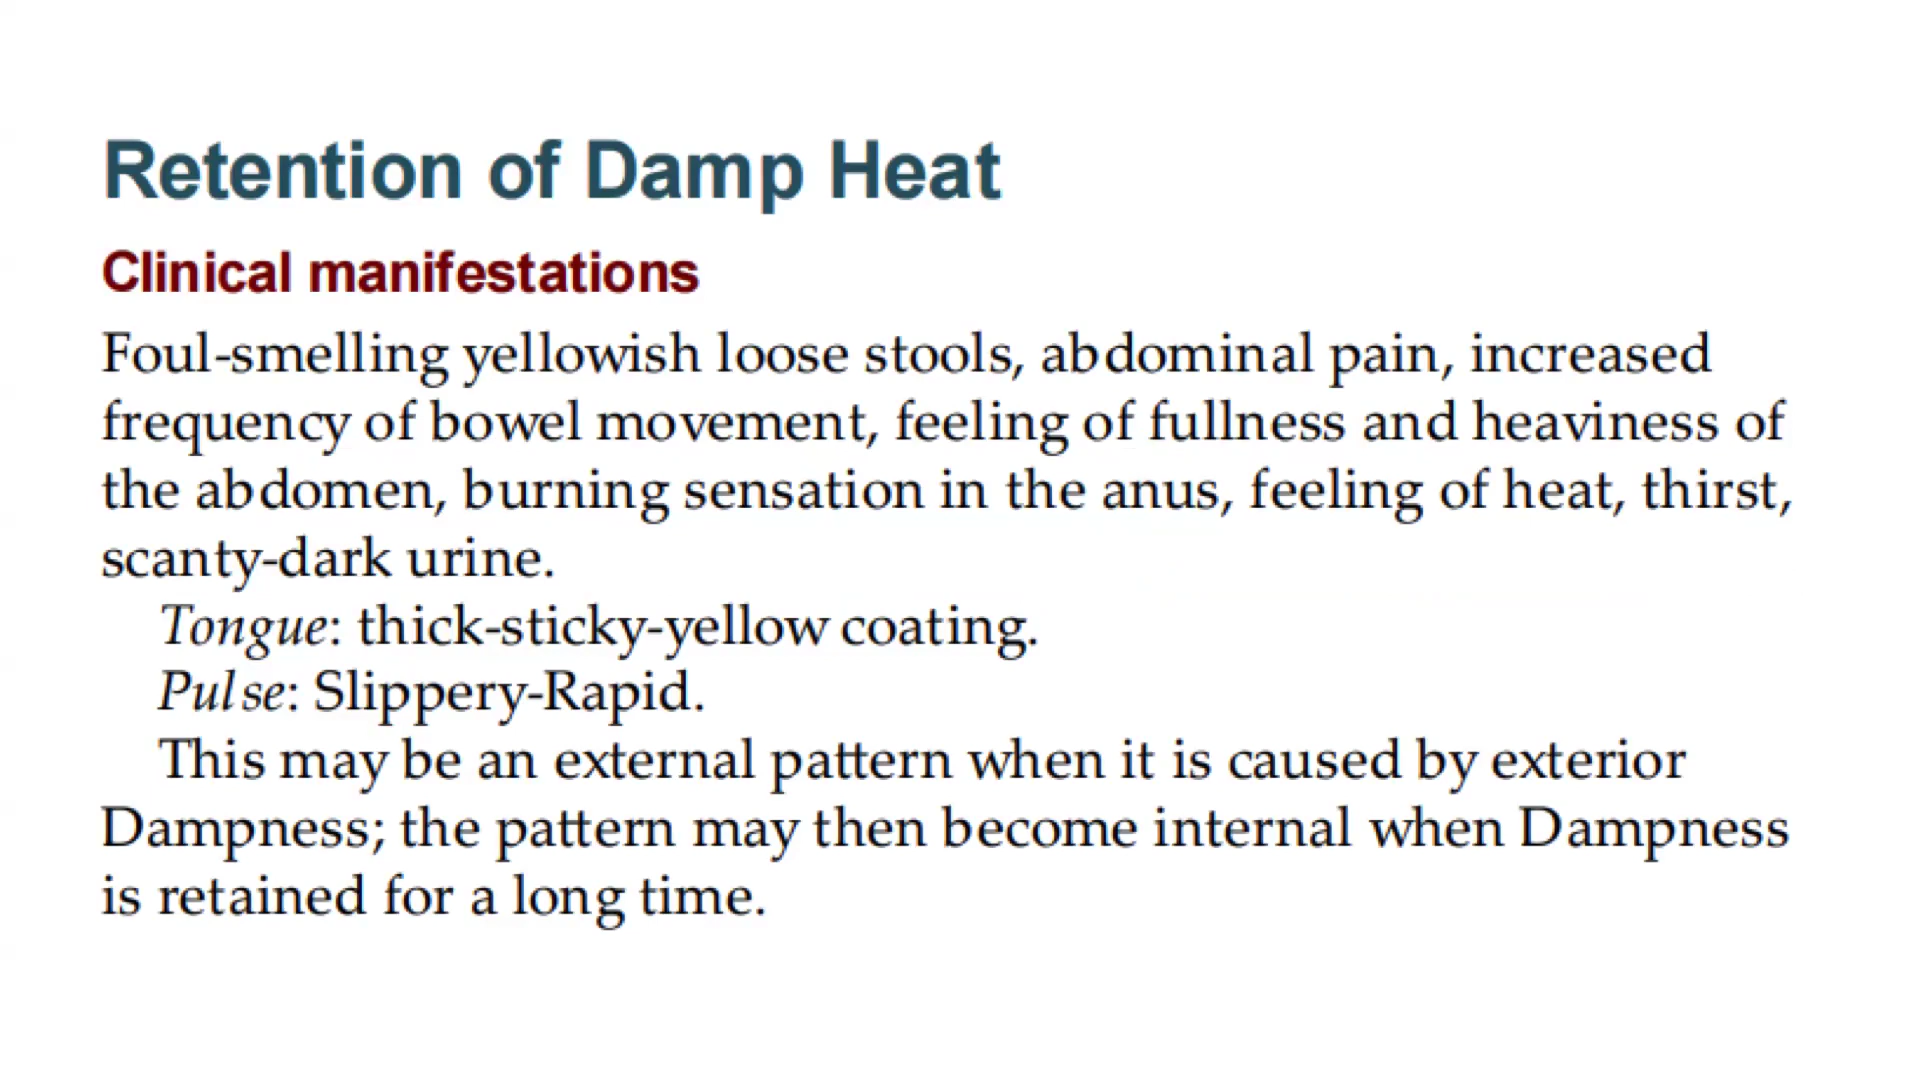 Retention of Damp Heat
Clinical manifestations
Foul-smelling yellowish loose stools, abdominal pain, increased
frequency of bowel movement, feeling of fullness and heaviness of
the abdomen, burning sensation in the anus, feeling of heat, thirst,
scanty-dark urine.
Tongue: thick-sticky-yellow coating.
Pulse: Slippery-Rapid.
This may be an external pattern when it is caused by exterior
Dampness; the pattern may then become internal when Dampness
is retained for a long time.